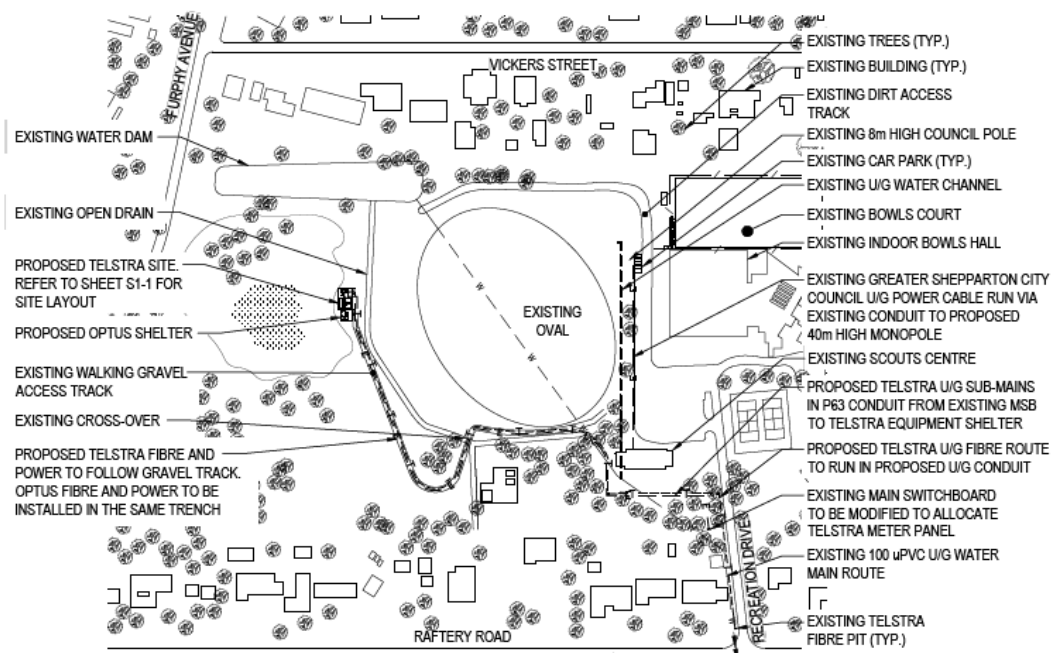 FURPHY AVENUE
VICKERS STREET
EXISTING WATER DAM
EXISTING OPEN DRAIN
PROPOSED TELSTRA SITE.
REFER TO SHEET S1-1 FOR
SITE LAYOUT
PROPOSED OPTUS SHELTER
EXISTING WALKING GRAVEL
ACCESS TRACK
EXISTING CROSS-OVER
PROPOSED TELSTRA FIBRE AND
POWER TO FOLLOW GRAVEL TRACK.
OPTUS FIBRE AND POWER TO BE
INSTALLED IN THE SAME TRENCH
W
EXISTING
OVAL
W
EXISTING TREES (TYP.)
EXISTING BUILDING (TYP.)
EXISTING DIRT ACCESS
TRACK
EXISTING 8m HIGH COUNCIL POLE
EXISTING CAR PARK (TYP.)
EXISTING U/G WATER CHANNEL
EXISTING BOWLS COURT
EXISTING INDOOR BOWLS HALL
EXISTING GREATER SHEPPARTON CITY
COUNCIL U/G POWER CABLE RUN VIA
EXISTING CONDUIT TO PROPOSED
40m HIGH MONOPOLE
EXISTING SCOUTS CENTRE
PROPOSED TELSTRA U/G SUB-MAINS
IN P63 CONDUIT FROM EXISTING MSB
TO TELSTRA EQUIPMENT SHELTER
PROPOSED TELSTRA U/G FIBRE ROUTE
TO RUN IN PROPOSED U/G CONDUIT
EXISTING MAIN SWITCHBOARD
TO BE MODIFIED TO ALLOCATE
TELSTRA METER PANEL
EXISTING 100 uPVC U/G WATER
MAIN ROUTE
EXISTING TELSTRA
FIBRE PIT (TYP.)
RECREATION DRIVE
RAFTERY ROAD